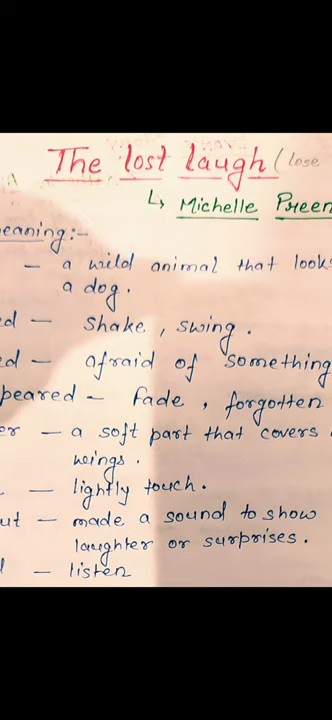 The lost laugh (lose
↳ Michelle Preen
eaning:-
— a wild animal that look
a dog.
ed — shake, swing.
ed — afraid of something
peared — fade, forgotten
er — a soft part that covers
wings.
— lightly touch.
ut — made a sound to show
laughter or surprises.
— listen